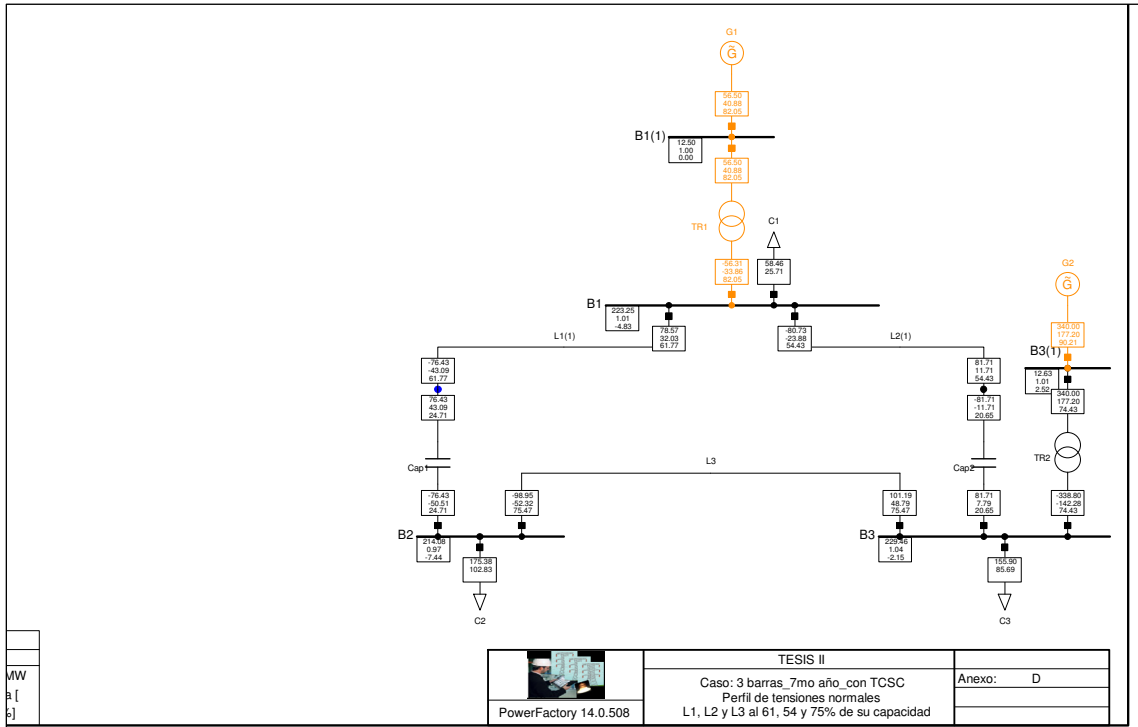 G1
G̃
56.50
40.88
82.05
B1(1)
12.50
1.00
0.00
56.50
40.88
82.05
TR1
C1
-56.31
-33.86
82.05
58.46
25.71
G2
G̃
B1
223.25
1.01
-4.83
78.57
32.03
61.77
-80.73
-23.88
54.43
340.00
177.20
90.21
L1(1)
L2(1)
B3(1)
12.63
1.01
2.52
-76.43
-43.09
61.77
81.71
11.71
54.43
340.00
177.20
74.43
76.43
43.09
24.71
-81.71
-11.71
20.65
Cap1
L3
Cap2
TR2
-76.43
-50.51
24.71
-98.95
-52.32
75.47
101.19
48.79
75.47
81.71
7.79
20.65
-338.80
-142.28
74.43
B2
214.08
0.97
-7.44
B3
229.46
1.04
-2.15
175.38
102.83
155.90
85.69
C2
C3
MW
a [
%]
PowerFactory 14.0.508
TESIS II
Caso: 3 barras_7mo año_con TCSC
Perfil de tensiones normales
L1, L2 y L3 al 61, 54 y 75% de su capacidad
Anexo: D